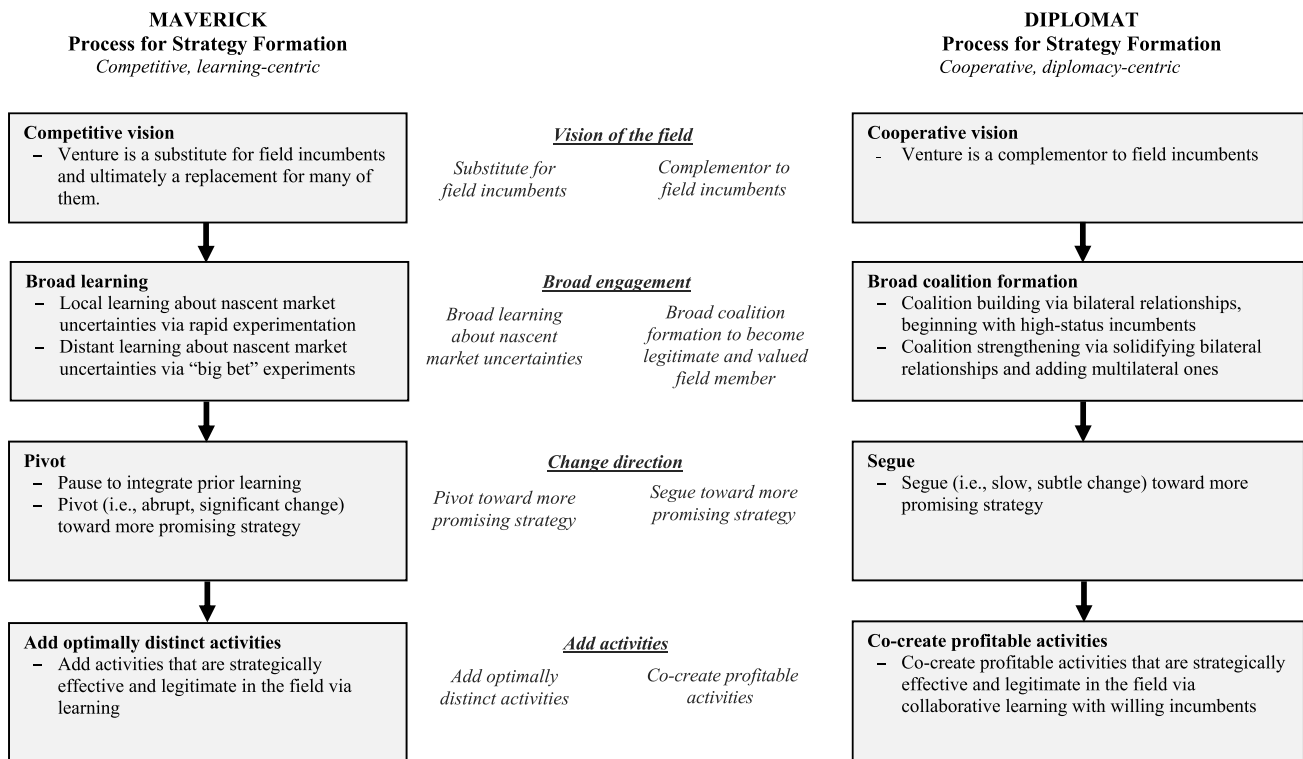 MAVERICK
Process for Strategy Formation
Competitive, learning-centric
DIPLOMAT
Process for Strategy Formation
Cooperative, diplomacy-centric
Competitive vision
– Venture is a substitute for field incumbents
and ultimately a replacement for many of
them.
Vision of the field
Substitute for
field incumbents
Complementor to
field incumbents
Cooperative vision
- Venture is a complementor to field incumbents
Broad learning
– Local learning about nascent market
uncertainties via rapid experimentation
– Distant learning about nascent market
uncertainties via “big bet” experiments
Broad engagement
Broad learning
about nascent
market uncertainties
Broad coalition
formation to become
legitimate and valued
field member
Broad coalition formation
– Coalition building via bilateral relationships,
beginning with high-status incumbents
– Coalition strengthening via solidifying bilateral
relationships and adding multilateral ones
Pivot
– Pause to integrate prior learning
– Pivot (i.e., abrupt, significant change)
toward more promising strategy
Change direction
Pivot toward more
promising strategy
Segue toward more
promising strategy
Segue
– Segue (i.e., slow, subtle change) toward more
promising strategy
Add optimally distinct activities
– Add activities that are strategically
effective and legitimate in the field via
learning
Add activities
Add optimally
distinct activities
Co-create profitable
activities
Co-create profitable activities
– Co-create profitable activities that are strategically
effective and legitimate in the field via
collaborative learning with willing incumbents